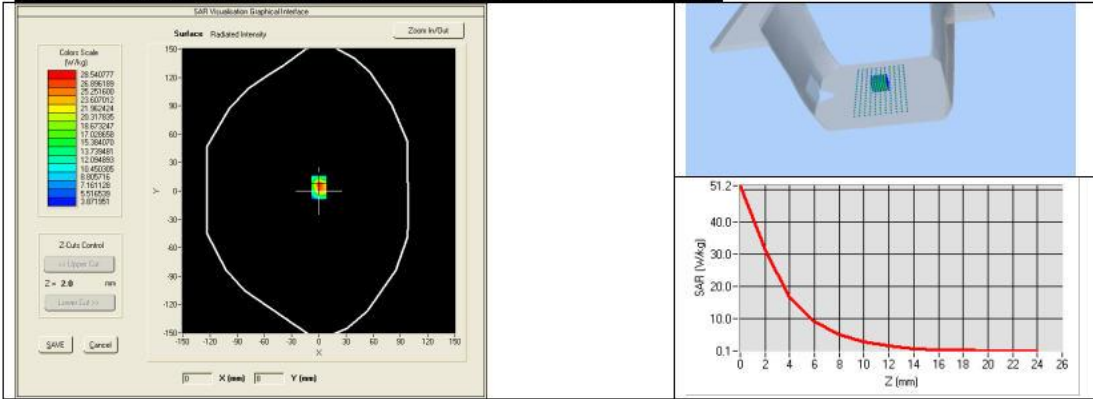 SAR Visualisation Graphical Interface
Surface Radiated Intensity
Zoom In/Out
Colors Scale
(W/kg)
28.540777
26.896189
25.251600
23.607012
21.962424
20.317835
18.673247
17.028658
15.384070
13.739481
12.094893
10.450305
8.805716
7.161128
5.516539
3.871951
150
120
90
60
30
0
-30
-60
-90
-120
-150
Y
-150 -120 -90 -60 -30 0 30 60 90 120 150
X
Z-Cuts Control
<< Upper Cut
Z = 2.0 mm
Lower Cut >>
SAVE Cancel
0 X (mm) 8 Y (mm)
51.2
40.0
30.0
20.0
10.0
0.1
SAR (W/kg)
0 2 4 6 8 10 12 14 16 18 20 22 24 26
Z (mm)